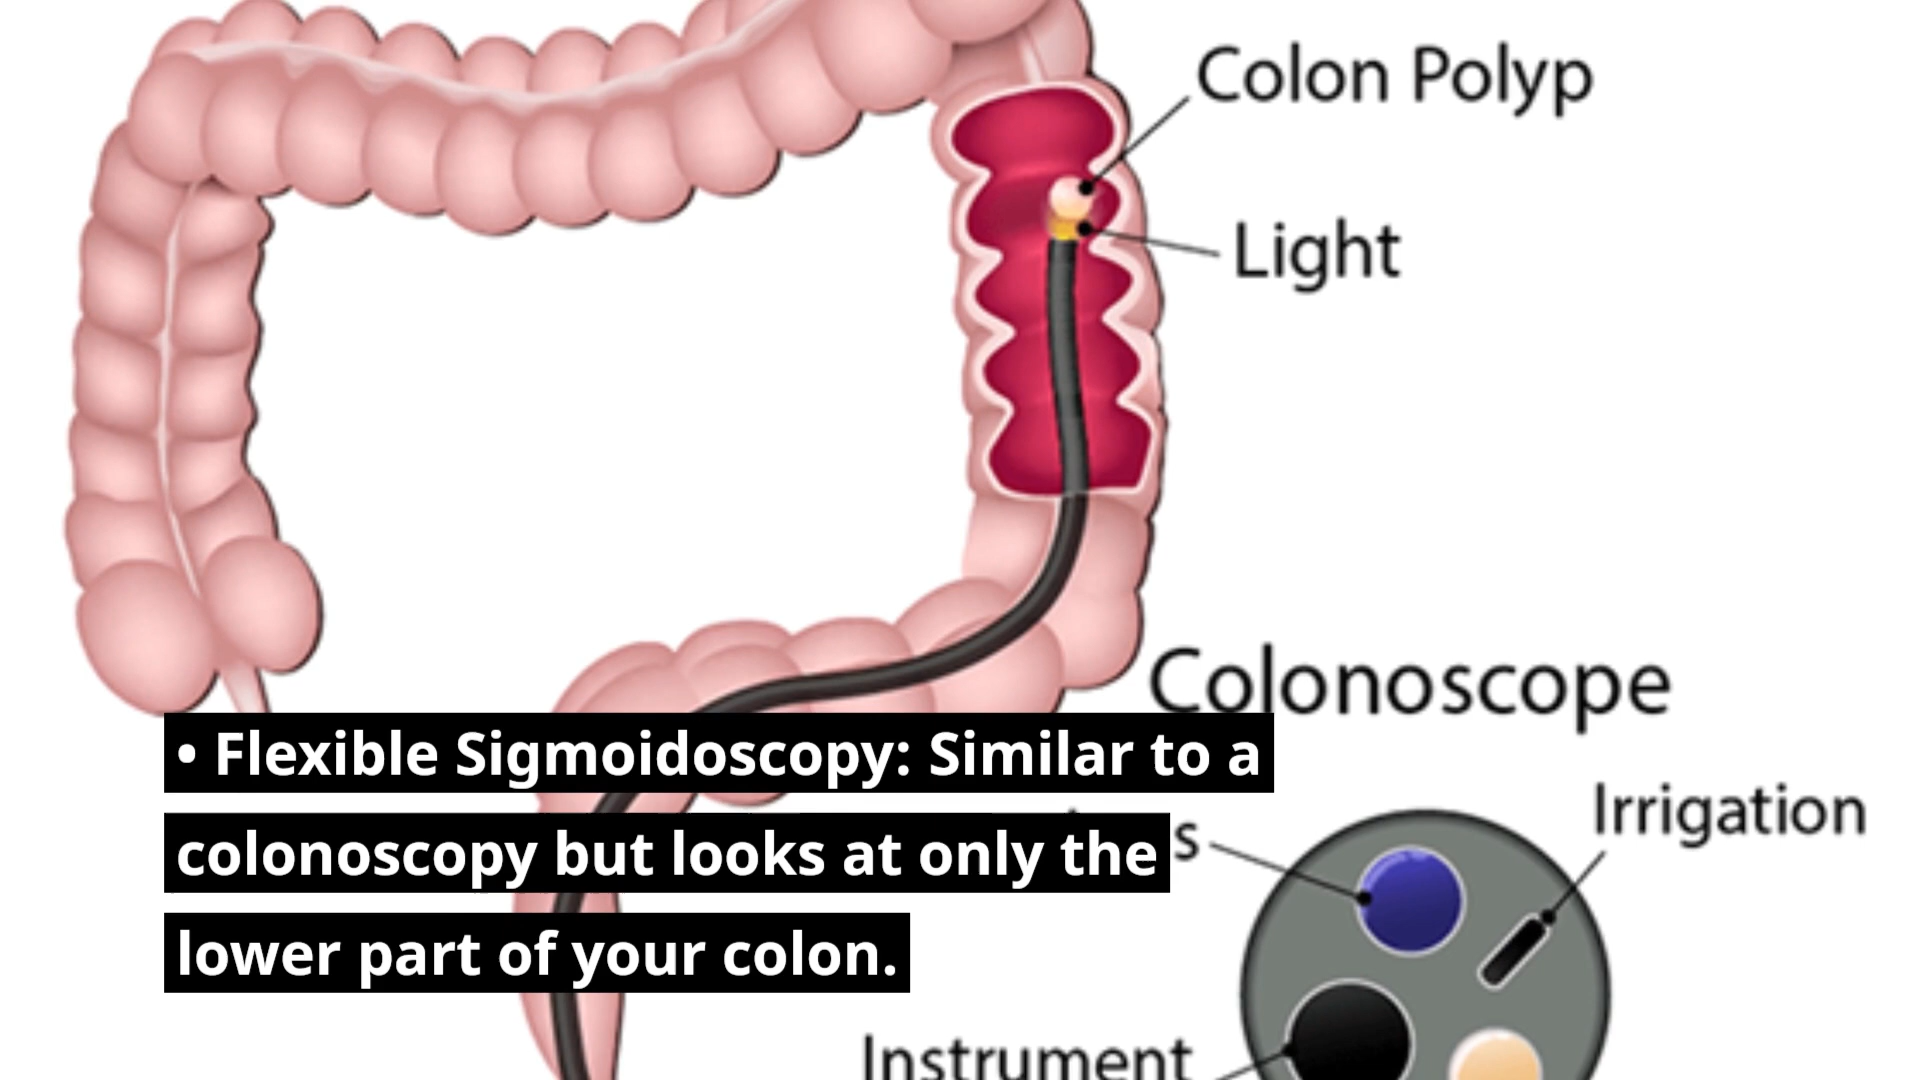 Colon Polyp
Light
Colonoscope
• Flexible Sigmoidoscopy: Similar to a
colonoscopy but looks at only the
lower part of your colon.
Irrigation
Instrument